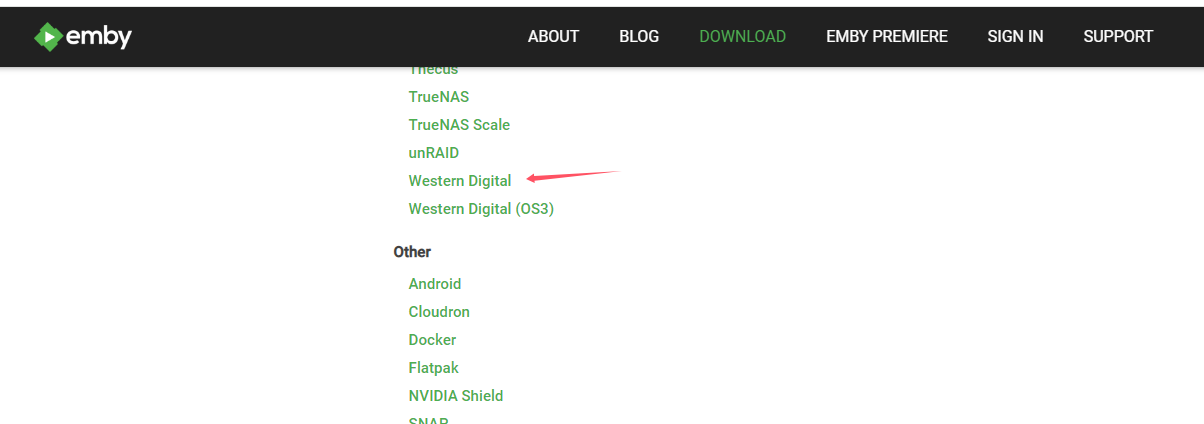 emby ABOUT BLOG DOWNLOAD EMBY PREMIERE SIGN IN SUPPORT
Thecus
TrueNAS
TrueNAS Scale
unRAID
Western Digital
Western Digital (OS3)
Other
Android
Cloudron
Docker
Flatpak
NVIDIA Shield
SNAP